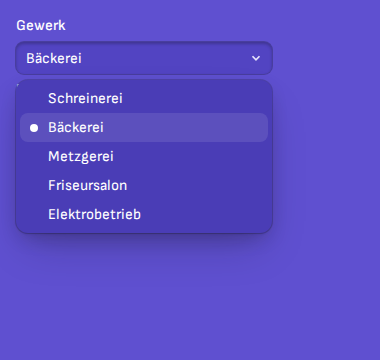 Gewerk
Bäckerei
Schreinerei
Bäckerei
Metzgerei
Friseursalon
Elektrobetrieb